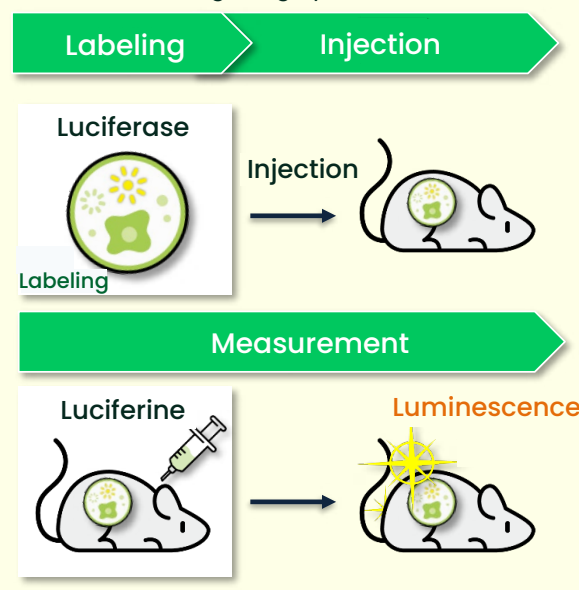 Labeling
Injection
Luciferase
Injection
Labeling
Measurement
Luciferine
Luminescence